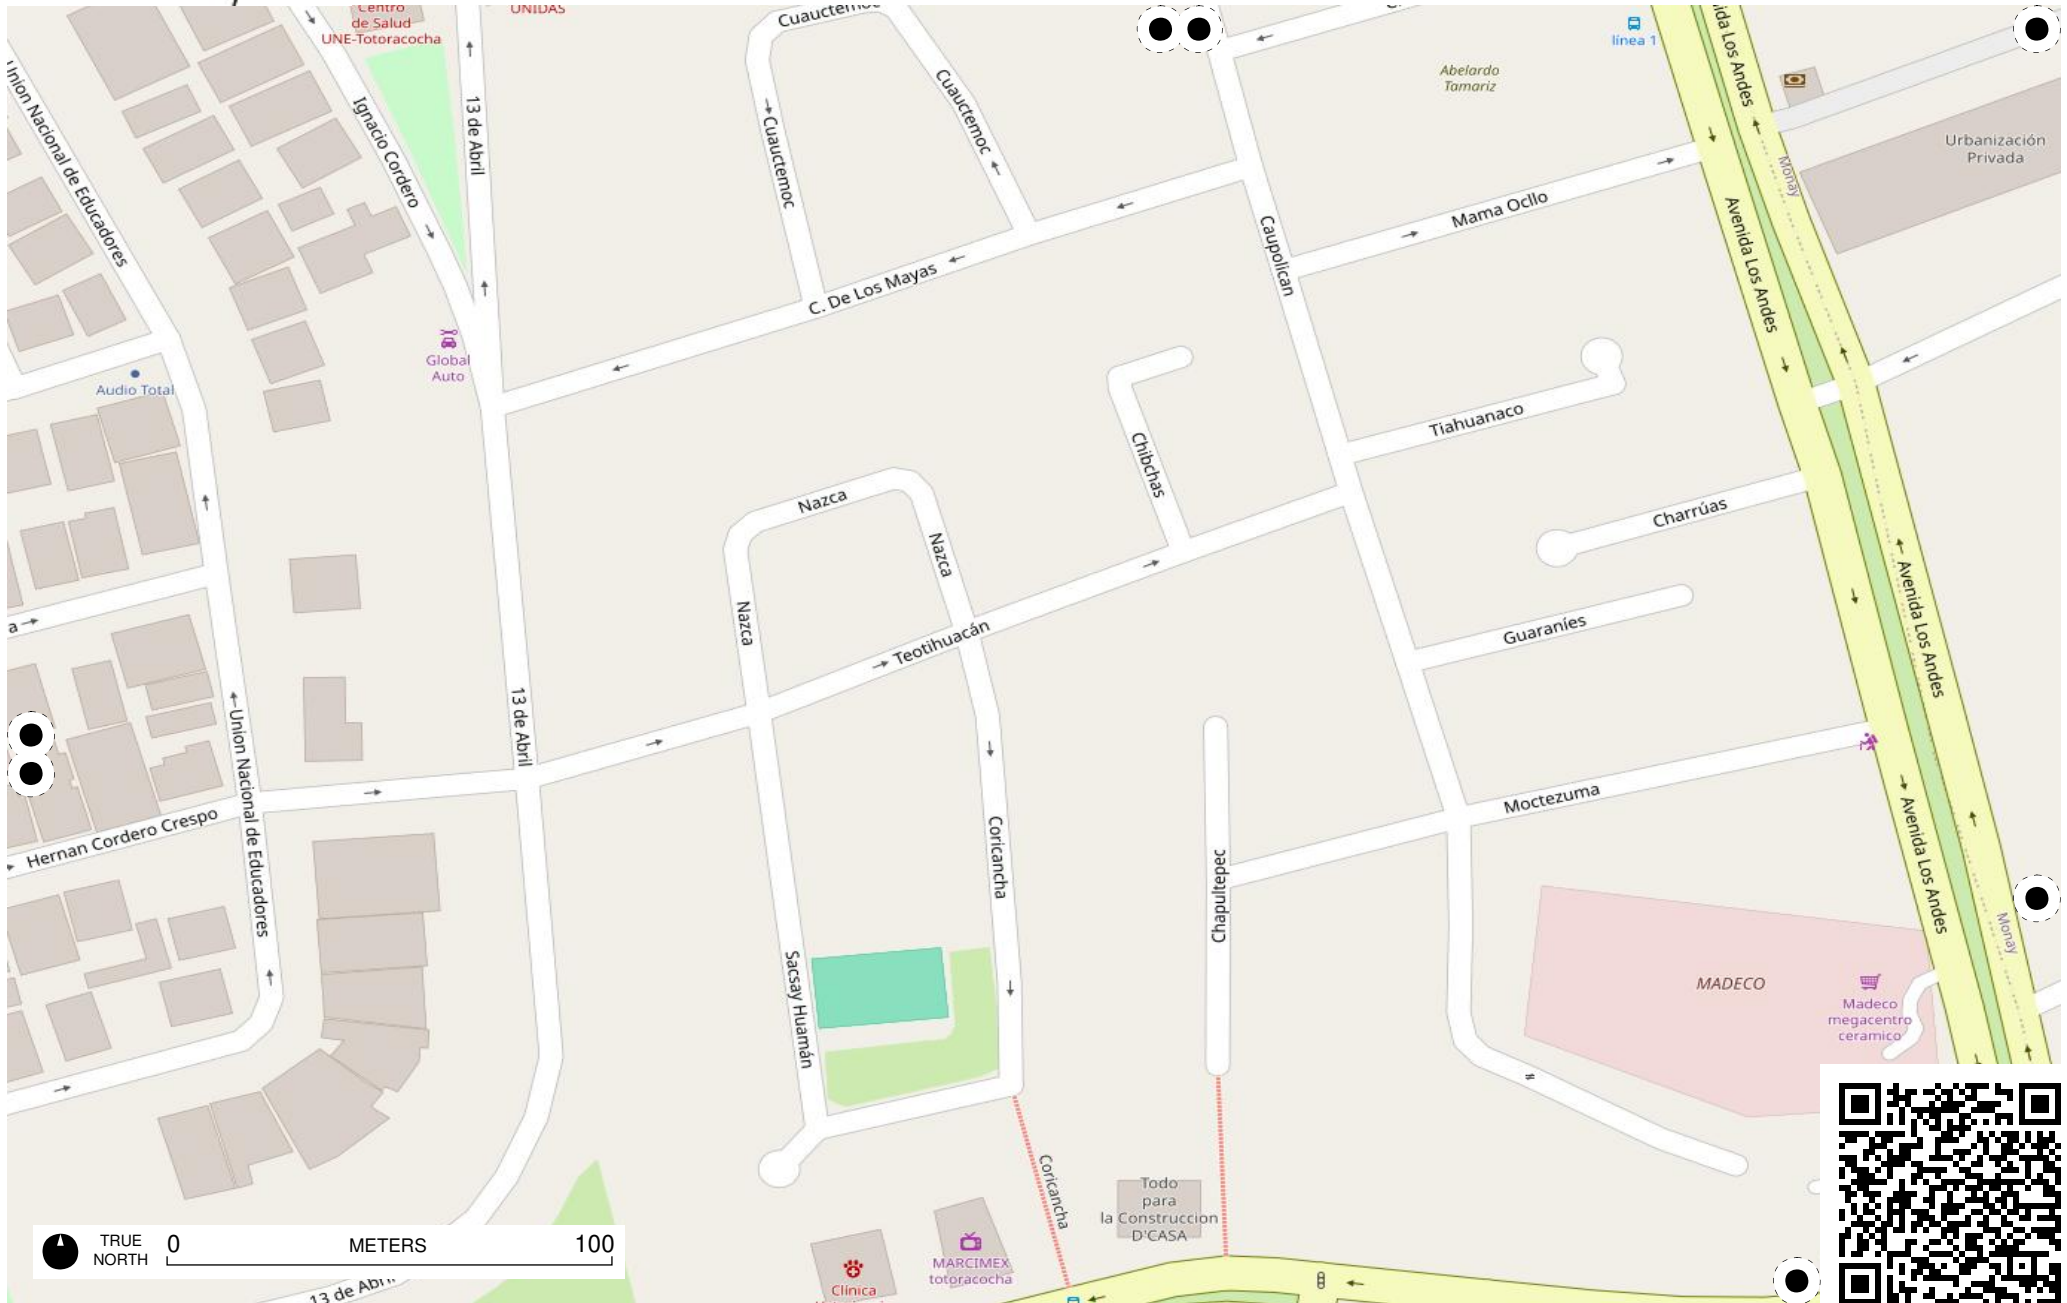 Centro
de Salud
UNE-Totoracocha
UNIDAS
Cuauctemoc
línea 1
Abelardo
Tamariz
Avenida Los Andes
Monay
Urbanización
Privada
Union Nacional de Educadores
Ignacio Cordero
13 de Abril
Cuauctemoc
Cuauctemoc
Caupolican
Mama Ocllo
Avenida Los Andes
C. De Los Mayas
Global
Auto
Audio Total
Tiahuanaco
Chibchas
Nazca
Nazca
Nazca
Charrúas
Guaraníes
Avenida Los Andes
Teotihuacán
a
13 de Abril
Union Nacional de Educadores
Hernan Cordero Crespo
Moctezuma
Coricancha
Chapultepec
Avenida Los Andes
Monay
Sacsay Huamán
MADECO
Madeco
megacentro
ceramico
Coricancha
Todo
para
la Construccion
D'CASA
MARCIMEX
totoracocha
Clínica
13 de Abril
TRUE
NORTH
0 METERS 100